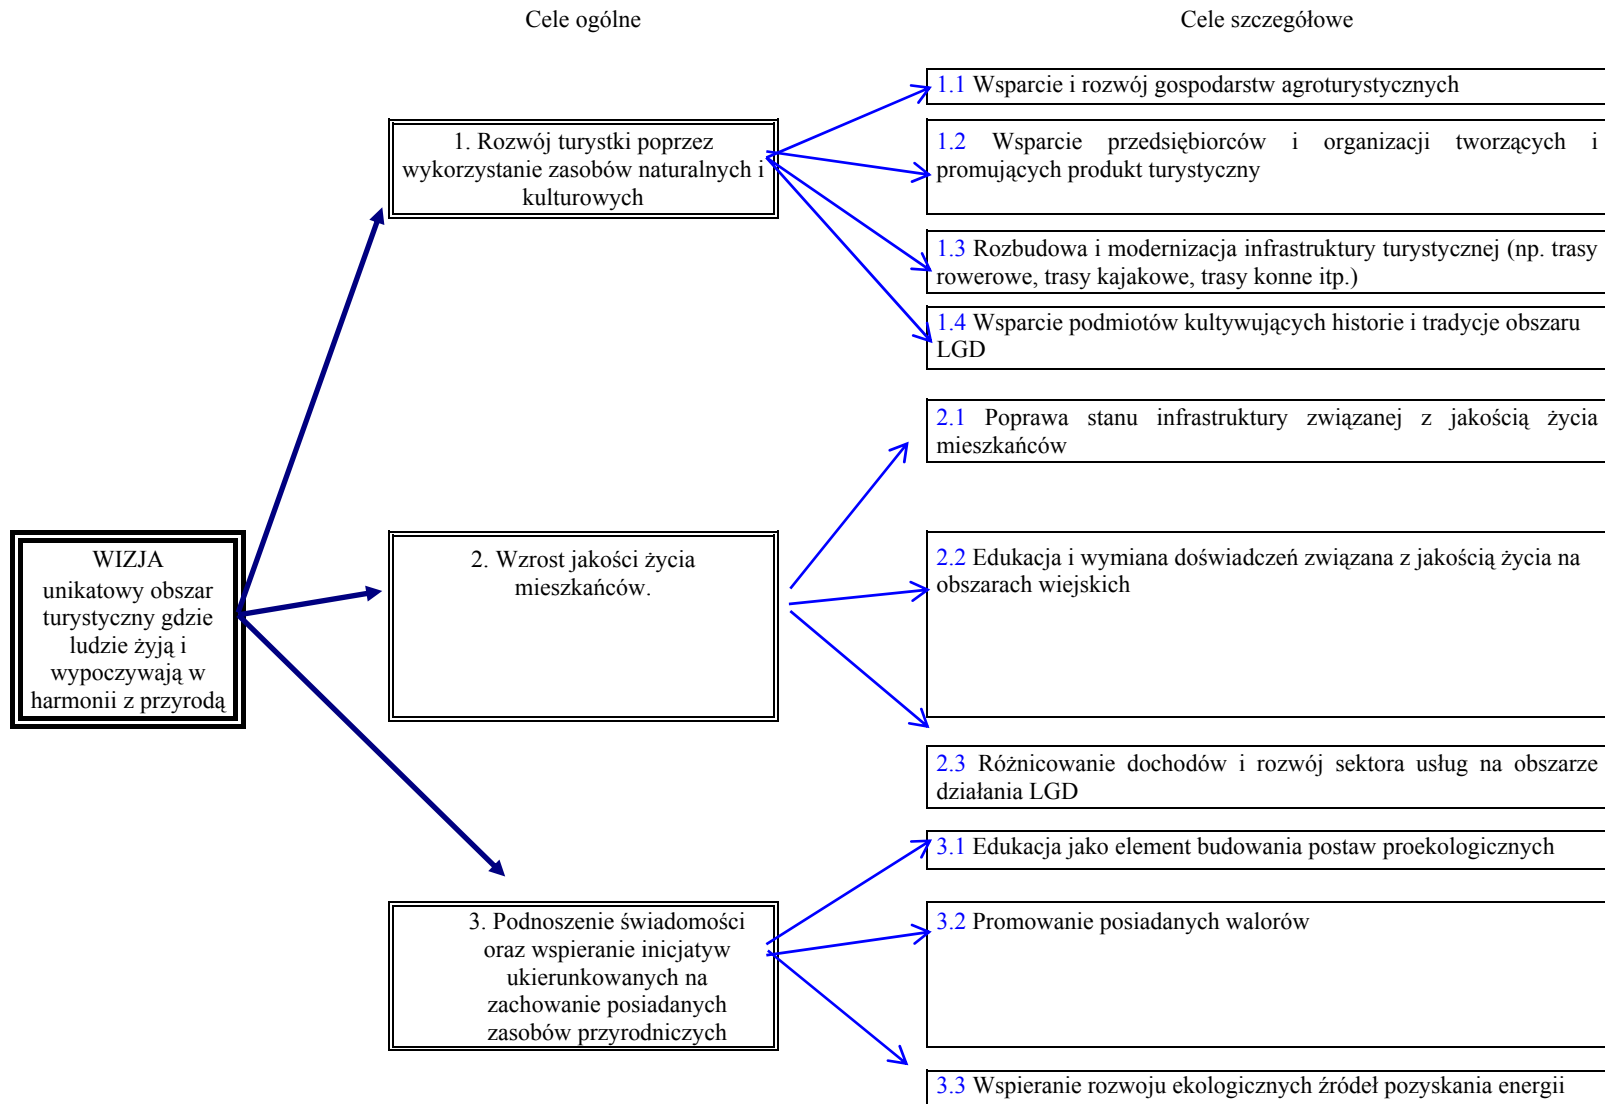 Cele ogólne
Cele szczegółowe
1.1 Wsparcie i rozwój gospodarstw agroturystycznych
1. Rozwój turystki poprzez
wykorzystanie zasobów naturalnych i
kulturowych
1.2 Wsparcie przedsiębiorców i organizacji tworzących i
promujących produkt turystyczny
1.3 Rozbudowa i modernizacja infrastruktury turystycznej (np. trasy
rowerowe, trasy kajakowe, trasy konne itp.)
1.4 Wsparcie podmiotów kultywujących historie i tradycje obszaru
LGD
2.1 Poprawa stanu infrastruktury związanej z jakością życia
mieszkańców
WIZJA
unikatowy obszar
turystyczny gdzie
ludzie żyją i
wypoczywają w
harmonii z przyrodą
2. Wzrost jakości życia
mieszkańców.
2.2 Edukacja i wymiana doświadczeń związana z jakością życia na
obszarach wiejskich
2.3 Różnicowanie dochodów i rozwój sektora usług na obszarze
działania LGD
3.1 Edukacja jako element budowania postaw proekologicznych
3. Podnoszenie świadomości
oraz wspieranie inicjatyw
ukierunkowanych na
zachowanie posiadanych
zasobów przyrodniczych
3.2 Promowanie posiadanych walorów
3.3 Wspieranie rozwoju ekologicznych źródeł pozyskania energii